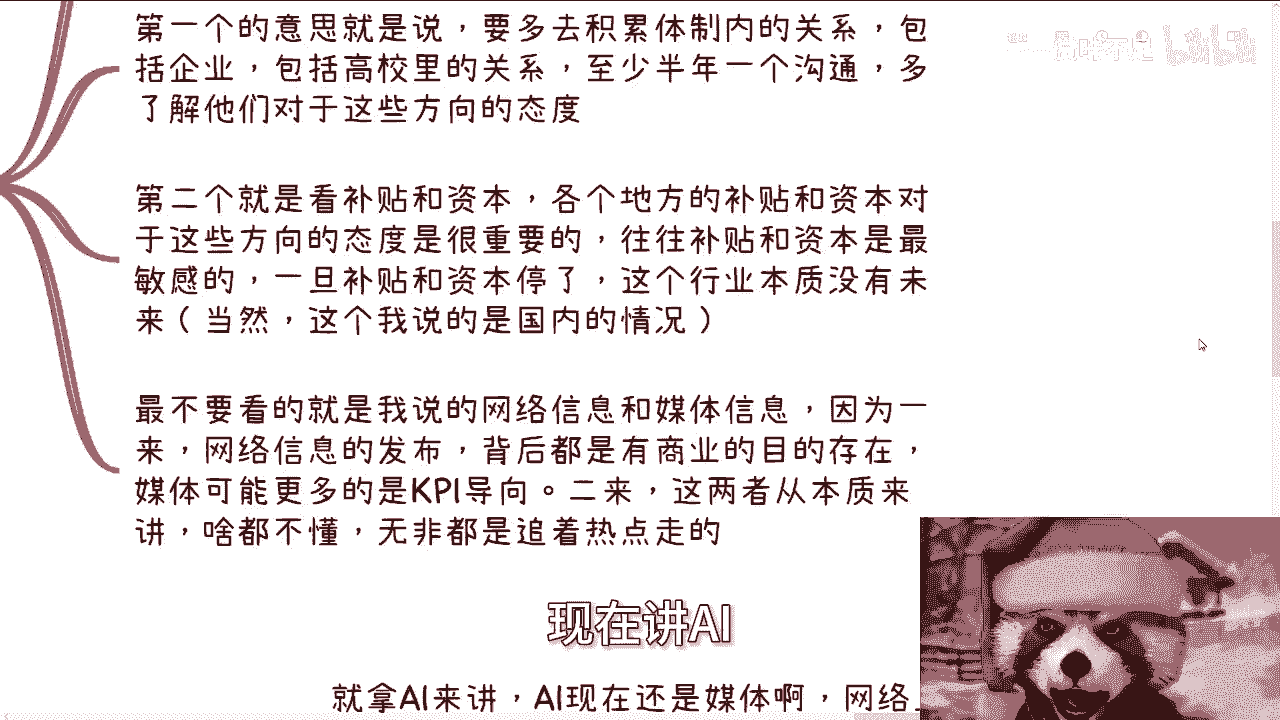 第一个的意思就是说，要多去积累体制内的关系，包
括企业，包括高校里的关系，至少半年一个沟通，多
了解他们对于这些方向的态度
第二个就是看补贴和资本，各个地方的补贴和资本对
于这些方向的态度是很重要的，往往补贴和资本是最
敏感的，一旦补贴和资本停了，这个行业本质没有未
来（当然，这个我说的是国内的情况）
最不要看的就是我说的网络信息和媒体信息，因为一
来，网络信息的发布，背后都是有商业的目的存在，
媒体可能更多的是KPI导向。二来，这两者从本质来
讲，啥都不懂，无非都是追着热点走的
现在讲AI
就拿AI来讲，AI现在还是媒体啊，网络
bilibili